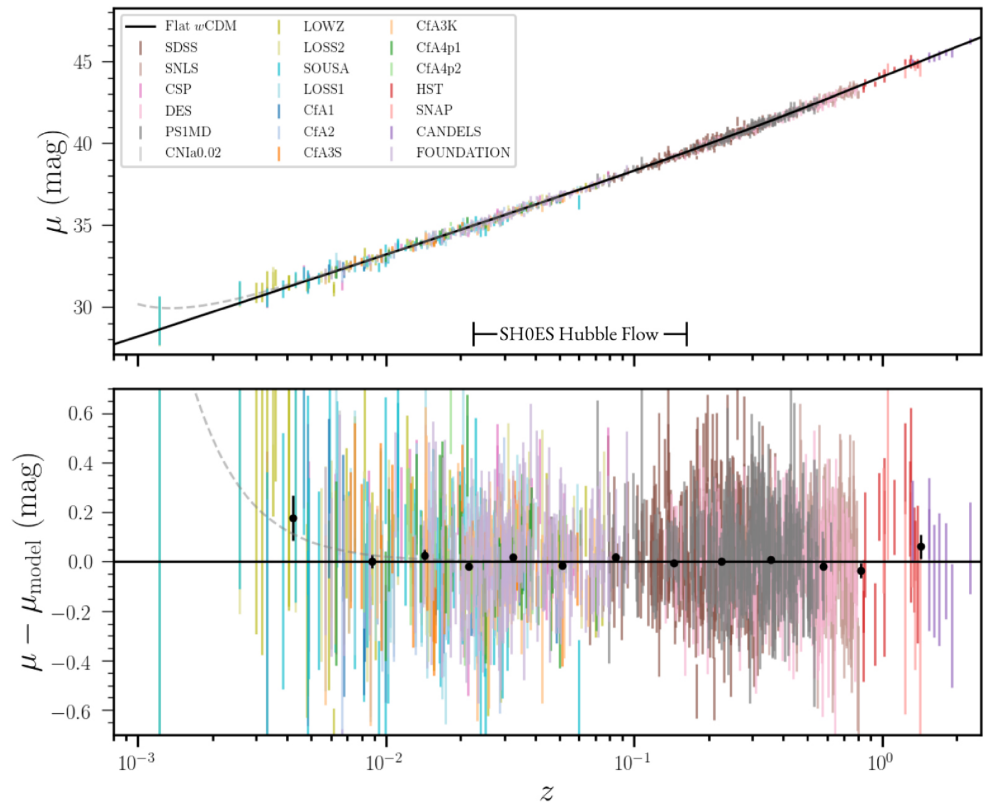 Flat wCDM
SDSS
SNLS
CSP
DES
PS1MD
CNIa0.02
LOWZ
LOSS2
SOUSA
LOSS1
CfA1
CfA2
CfA3S
CfA3K
CfA4p1
CfA4p2
HST
SNAP
CANDELS
FOUNDATION
μ (mag)
45
40
35
30
SH0ES Hubble Flow
μ − μmodel (mag)
0.6
0.4
0.2
0.0
−0.2
−0.4
−0.6
10⁻³ 10⁻² 10⁻¹ 10⁰
z